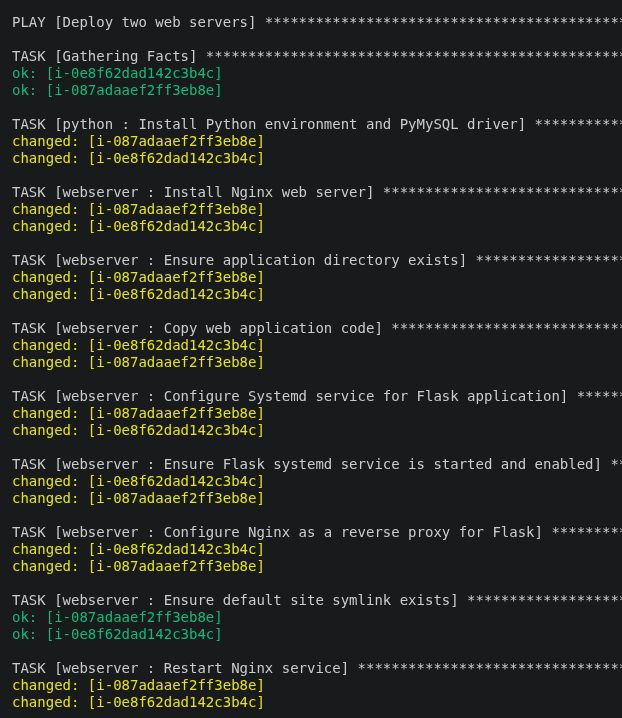 PLAY [Deploy two web servers] *******************************************
TASK [Gathering Facts] **************************************************
ok: [i-0e8f62dad142c3b4c]
ok: [i-087adaaef2ff3eb8e]
TASK [python : Install Python environment and PyMySQL driver] ***********
changed: [i-087adaaef2ff3eb8e]
changed: [i-0e8f62dad142c3b4c]
TASK [webserver : Install Nginx web server] *****************************
changed: [i-087adaaef2ff3eb8e]
changed: [i-0e8f62dad142c3b4c]
TASK [webserver : Ensure application directory exists] ******************
changed: [i-087adaaef2ff3eb8e]
changed: [i-0e8f62dad142c3b4c]
TASK [webserver : Copy web application code] ****************************
changed: [i-0e8f62dad142c3b4c]
changed: [i-087adaaef2ff3eb8e]
TASK [webserver : Configure Systemd service for Flask application] ******
changed: [i-087adaaef2ff3eb8e]
changed: [i-0e8f62dad142c3b4c]
TASK [webserver : Ensure Flask systemd service is started and enabled] **
changed: [i-0e8f62dad142c3b4c]
changed: [i-087adaaef2ff3eb8e]
TASK [webserver : Configure Nginx as a reverse proxy for Flask] *********
changed: [i-0e8f62dad142c3b4c]
changed: [i-087adaaef2ff3eb8e]
TASK [webserver : Ensure default site symlink exists] *******************
ok: [i-087adaaef2ff3eb8e]
ok: [i-0e8f62dad142c3b4c]
TASK [webserver : Restart Nginx service] ********************************
changed: [i-087adaaef2ff3eb8e]
changed: [i-0e8f62dad142c3b4c]